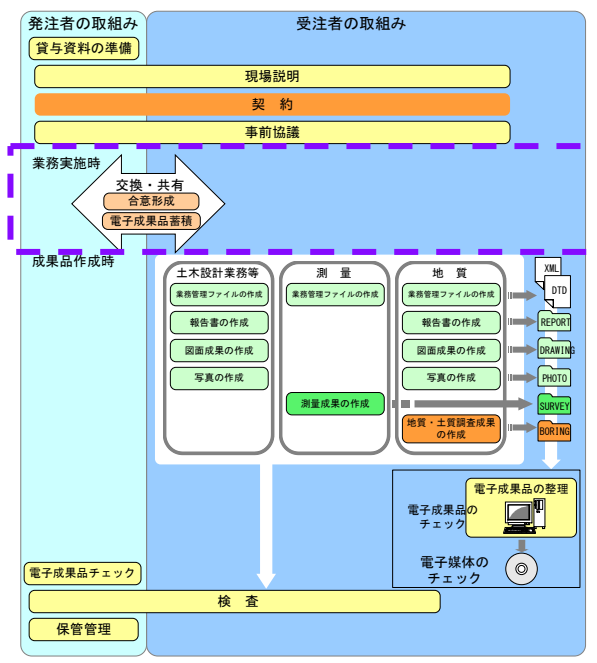 発注者の取組み
受注者の取組み
貸与資料の準備
現場説明
契　約
事前協議
業務実施時
交換・共有
合意形成
電子成果品蓄積
成果品作成時
土木設計業務等
業務管理ファイルの作成
報告書の作成
図面成果の作成
写真の作成
測　量
業務管理ファイルの作成
測量成果の作成
地　質
業務管理ファイルの作成
報告書の作成
図面成果の作成
写真の作成
地質・土質調査成果
の作成
XML
DTD
REPORT
DRAWING
PHOTO
SURVEY
BORING
電子成果品の整理
電子成果品の
チェック
電子媒体の
チェック
電子成果品チェック
検　査
保管管理